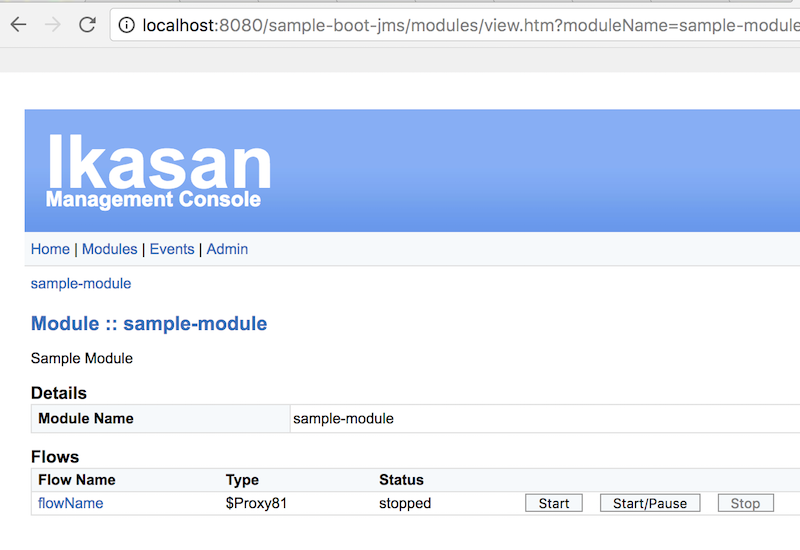 localhost:8080/sample-boot-jms/modules/view.htm?moduleName=sample-module
Ikasan
Management Console
Home | Modules | Events | Admin
sample-module
Module :: sample-module
Sample Module
Details
Module Name sample-module
Flows
Flow Name Type Status
flowName $Proxy81 stopped Start Start/Pause Stop